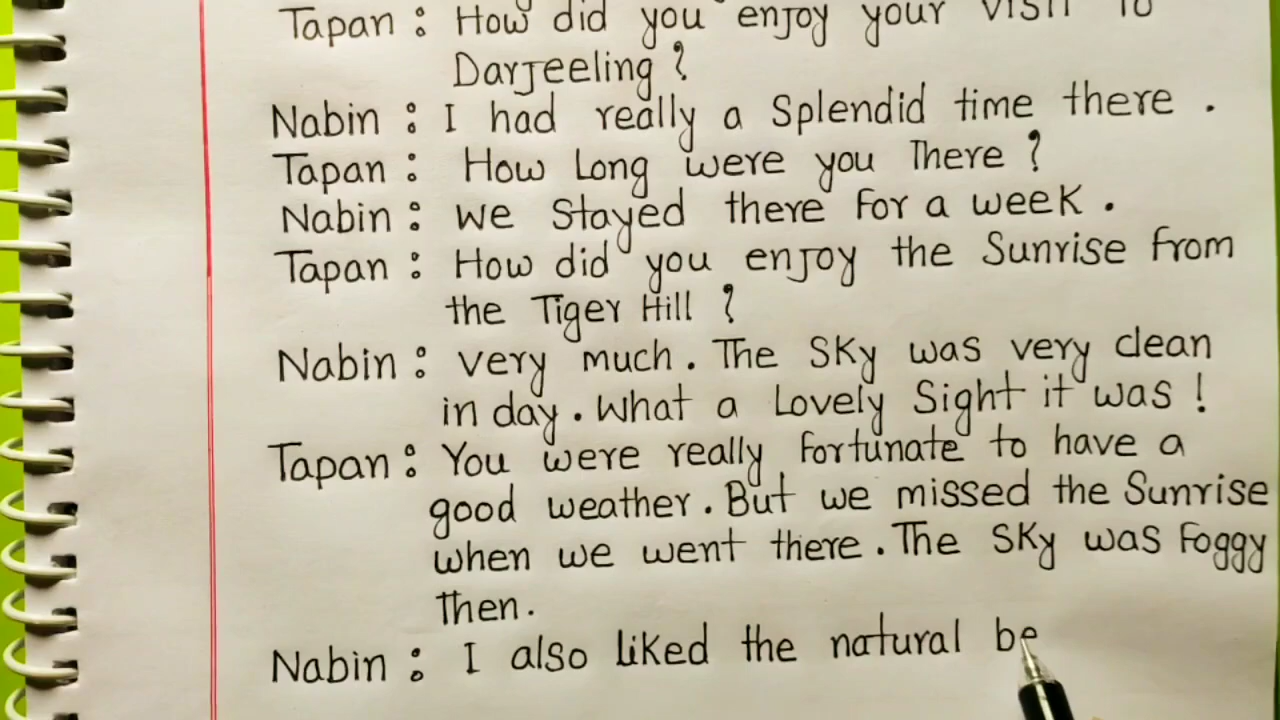 Tapan : How did you enjoy your visit to
Darjeeling ?
Nabin : I had really a Splendid time there .
Tapan : How Long were you There ?
Nabin : we Stayed there for a week .
Tapan : How did you enjoy the Sunrise from
the Tiger Hill ?
Nabin : very much . The Sky was very clean
in day . What a Lovely Sight it was !
Tapan : You were really fortunate to have a
good weather . But we missed the Sunrise
when we went there . The Sky was Foggy
Then .
Nabin : I also liked the natural be